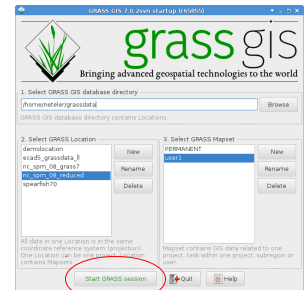 GRASS GIS 7.0.2svn startup (r65855)
grass gis
Bringing advanced geospatial technologies to the world
1. Select GRASS GIS database directory
/home/neteler/grassdata
Browse
GRASS GIS database directory contains Locations.
2. Select GRASS Location
demolocation
ecad5_grassdata_ll
nc_spm_08_grass7
nc_spm_08_reduced
spearfish70
New
Rename
Delete
All data in one Location is in the same
coordinate reference system (projection).
One Location can be one project. Location
contains Mapsets.
3. Select GRASS Mapset
PERMANENT
user1
New
Rename
Delete
Mapset contains GIS data related to one
project, task within one project, subregion or
user.
Start GRASS session
Quit
Help